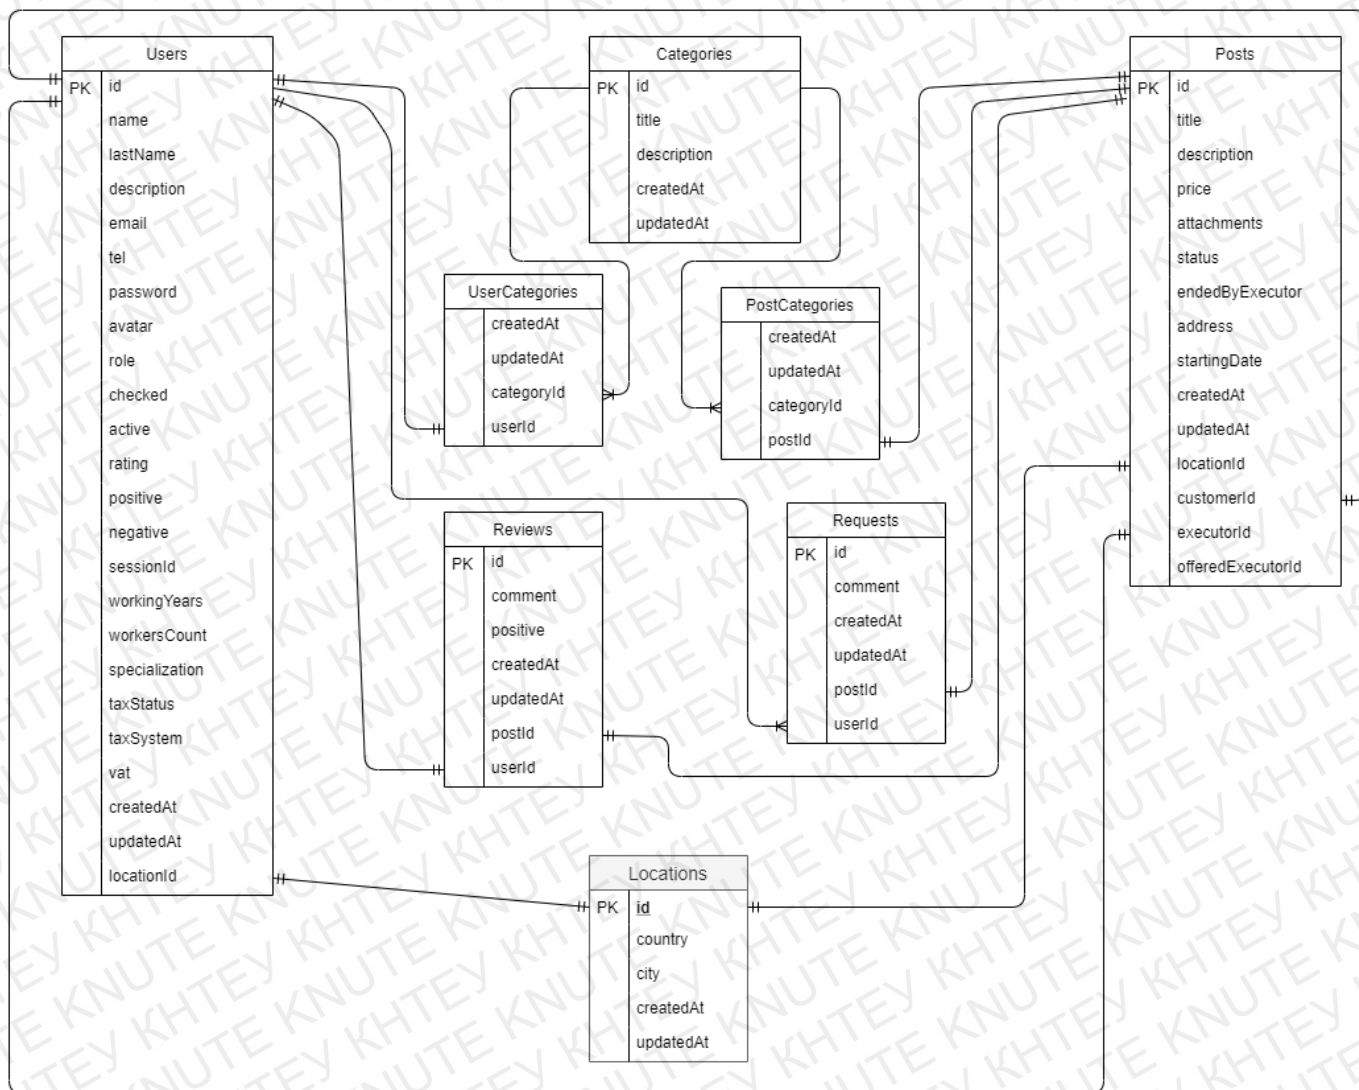 Users
PK id
name
lastName
description
email
tel
password
avatar
role
checked
active
rating
positive
negative
sessionId
workingYears
workersCount
specialization
taxStatus
taxSystem
vat
createdAt
updatedAt
locationId
Categories
PK id
title
description
createdAt
updatedAt
UserCategories
createdAt
updatedAt
categoryId
userId
PostCategories
createdAt
updatedAt
categoryId
postId
Reviews
PK id
comment
positive
createdAt
updatedAt
postId
userId
Requests
PK id
comment
createdAt
updatedAt
postId
userId
Locations
PK id
country
city
createdAt
updatedAt
Posts
PK id
title
description
price
attachments
status
endedByExecutor
address
startingDate
createdAt
updatedAt
locationId
customerId
executorId
offeredExecutorId
KNUTE КНТЕУ KNUTE КНТЕУ